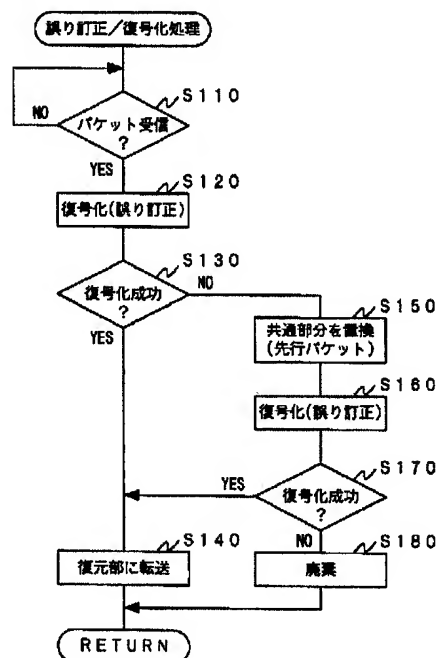 誤り訂正/復号化処理
S110
NO
パケット受信
?
YES
S120
復号化(誤り訂正)
S130
復号化成功
?
NO
YES
S150
共通部分を置換
(先行パケット)
S160
復号化(誤り訂正)
S170
YES
復号化成功
?
NO
S140
S180
復元部に転送
廃棄
RETURN